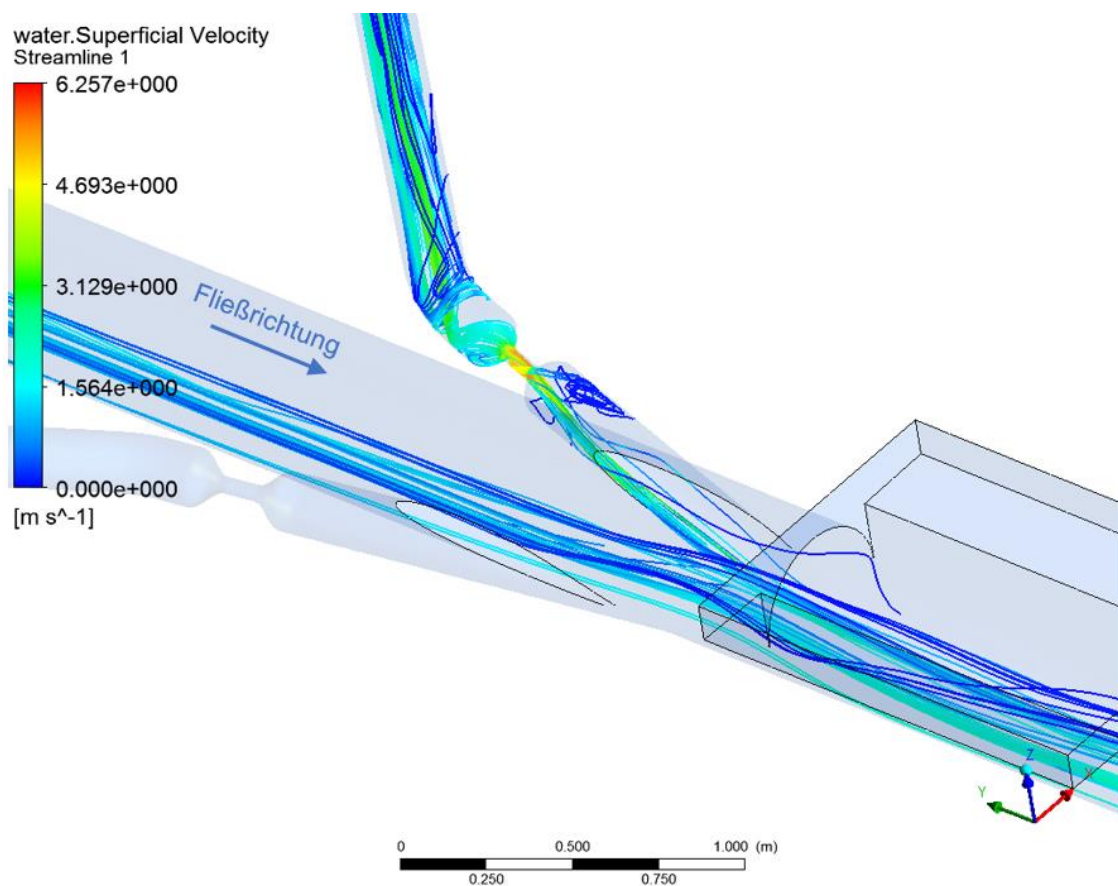 water.Superficial Velocity
Streamline 1
6.257e+000
4.693e+000
3.129e+000
1.564e+000
0.000e+000
[m s^-1]
Fließrichtung
Z
X
Y
0 0.500 1.000 (m)
0.250 0.750